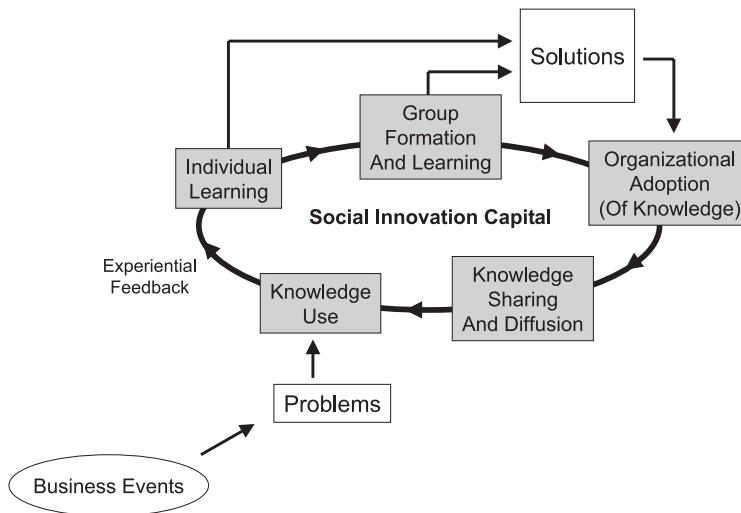 Solutions
Group
Formation
And Learning
Individual
Learning
Organizational
Adoption
(Of Knowledge)
Social Innovation Capital
Experiential
Feedback
Knowledge
Use
Knowledge
Sharing
And Diffusion
Problems
Business Events